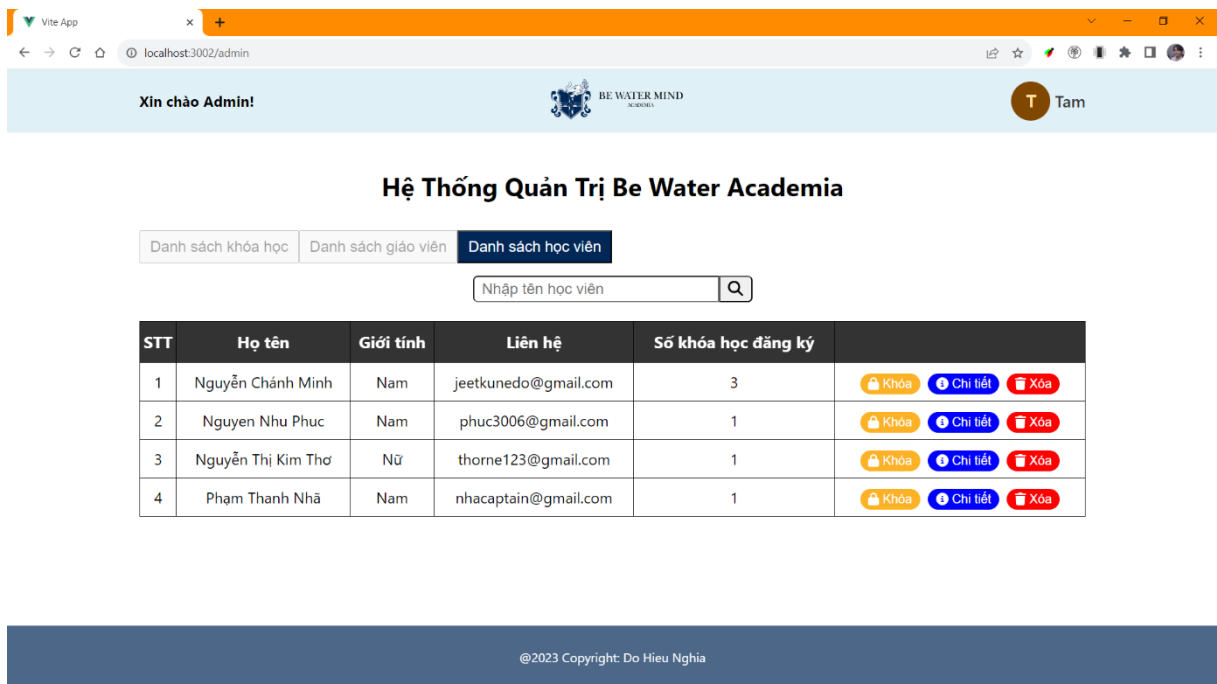 Vite App
localhost:3002/admin
Xin chào Admin!
BE WATER MIND
ACADEMIA
T Tam
Hệ Thống Quản Trị Be Water Academia
Danh sách khóa học Danh sách giáo viên Danh sách học viên
Nhập tên học viên
STT Họ tên Giới tính Liên hệ Số khóa học đăng ký
1 Nguyễn Chánh Minh Nam jeetkunedo@gmail.com 3 Khóa Chi tiết Xóa
2 Nguyen Nhu Phuc Nam phuc3006@gmail.com 1 Khóa Chi tiết Xóa
3 Nguyễn Thị Kim Thơ Nữ thorne123@gmail.com 1 Khóa Chi tiết Xóa
4 Phạm Thanh Nhã Nam nhacaptain@gmail.com 1 Khóa Chi tiết Xóa
@2023 Copyright: Do Hieu Nghia